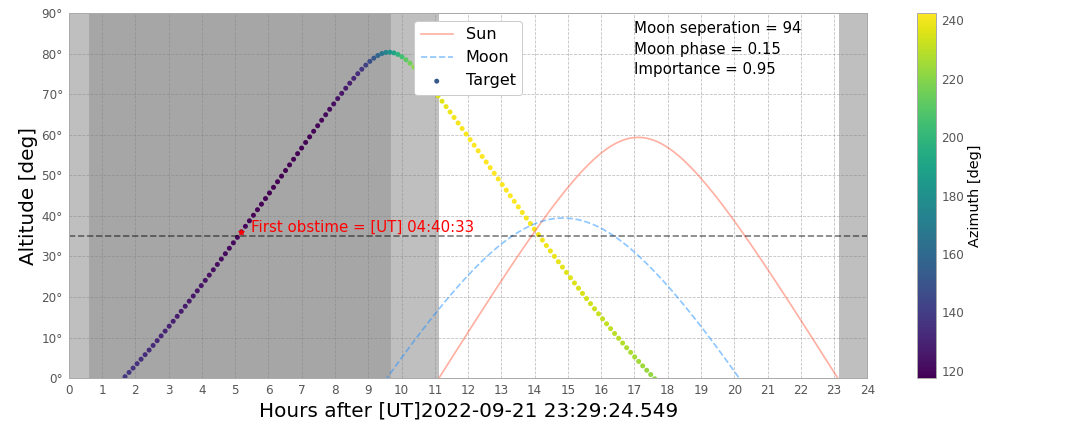 90°
80°
70°
60°
50°
40°
30°
20°
10°
0°
Altitude [deg]
Sun
Moon
Target
Moon seperation = 94
Moon phase = 0.15
Importance = 0.95
First obstime = [UT] 04:40:33
0 1 2 3 4 5 6 7 8 9 10 11 12 13 14 15 16 17 18 19 20 21 22 23 24
Hours after [UT]2022-09-21 23:29:24.549
240
220
200
180
160
140
120
Azimuth [deg]